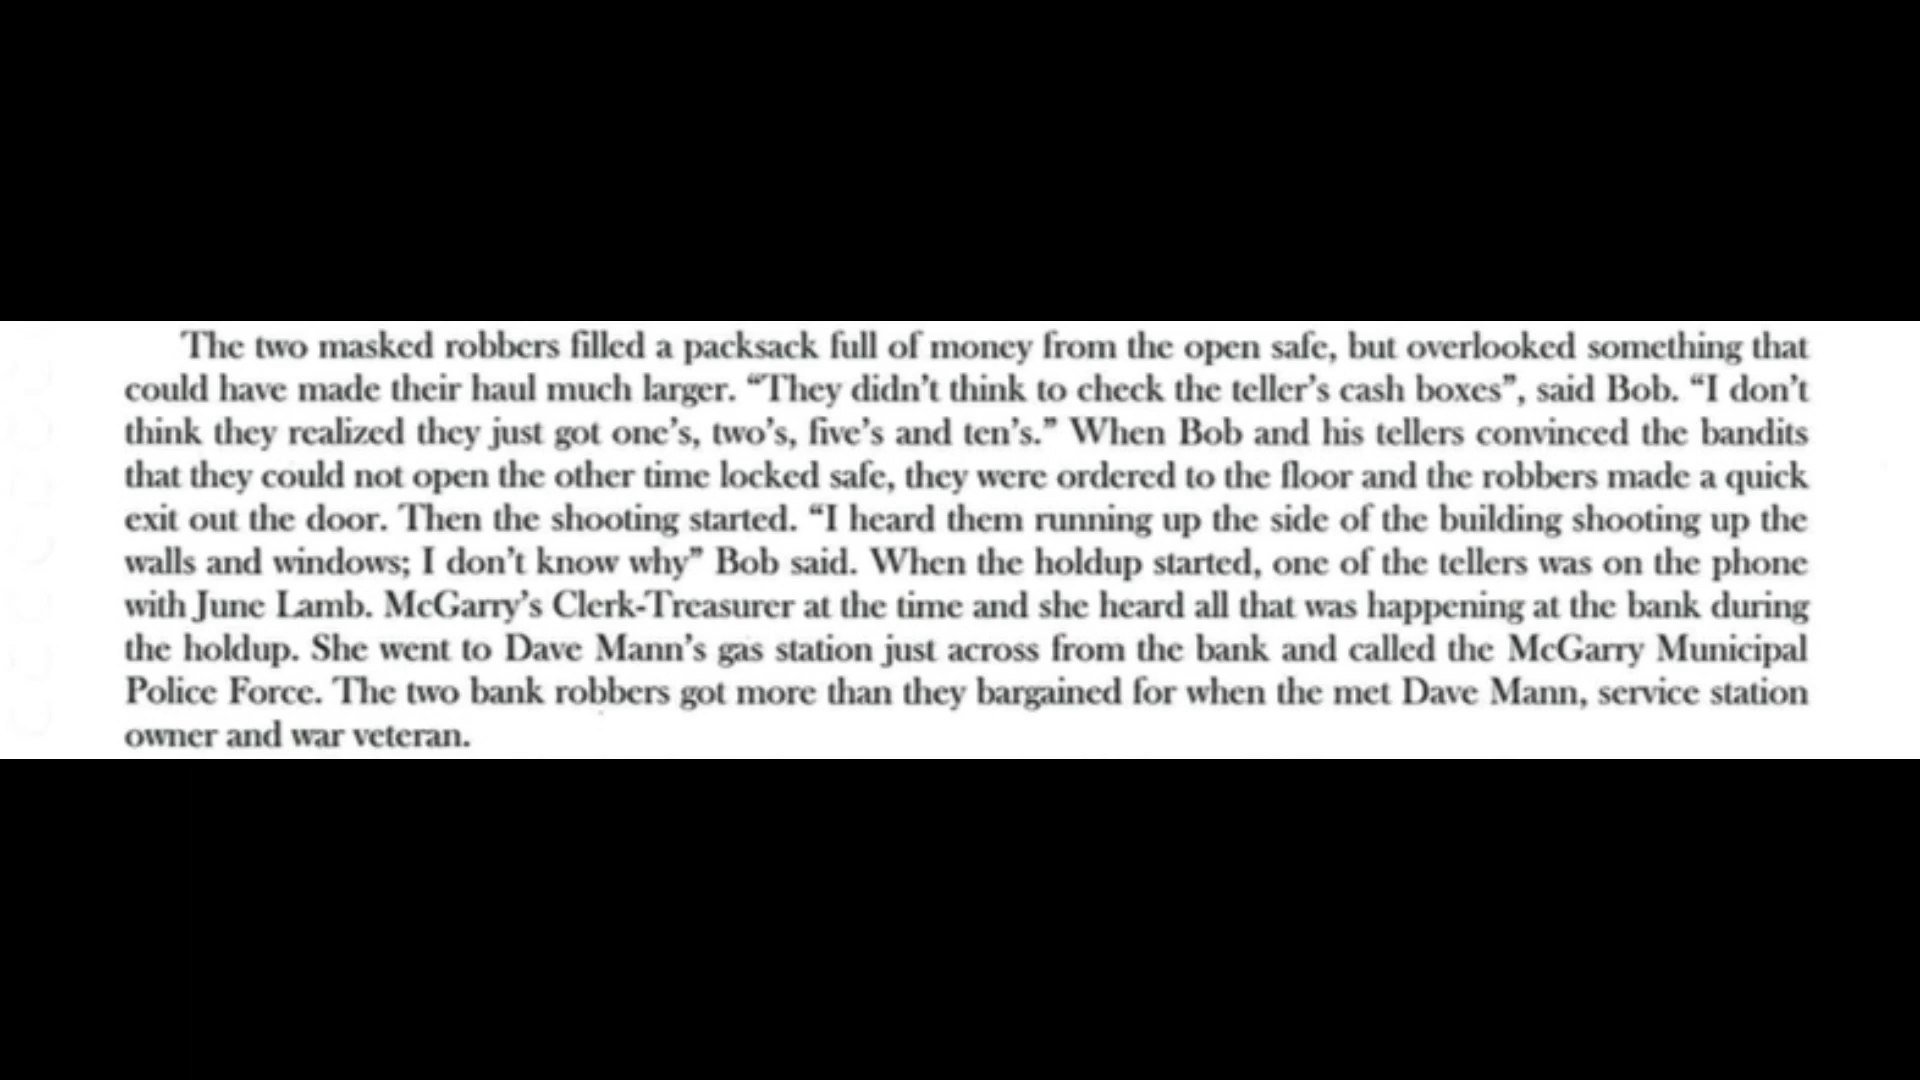 The two masked robbers filled a packsack full of money from the open safe, but overlooked something that
could have made their haul much larger. “They didn’t think to check the teller’s cash boxes”, said Bob. “I don’t
think they realized they just got one’s, two’s, five’s and ten’s.” When Bob and his tellers convinced the bandits
that they could not open the other time locked safe, they were ordered to the floor and the robbers made a quick
exit out the door. Then the shooting started. “I heard them running up the side of the building shooting up the
walls and windows; I don’t know why” Bob said. When the holdup started, one of the tellers was on the phone
with June Lamb. McGarry’s Clerk-Treasurer at the time and she heard all that was happening at the bank during
the holdup. She went to Dave Mann’s gas station just across from the bank and called the McGarry Municipal
Police Force. The two bank robbers got more than they bargained for when the met Dave Mann, service station
owner and war veteran.